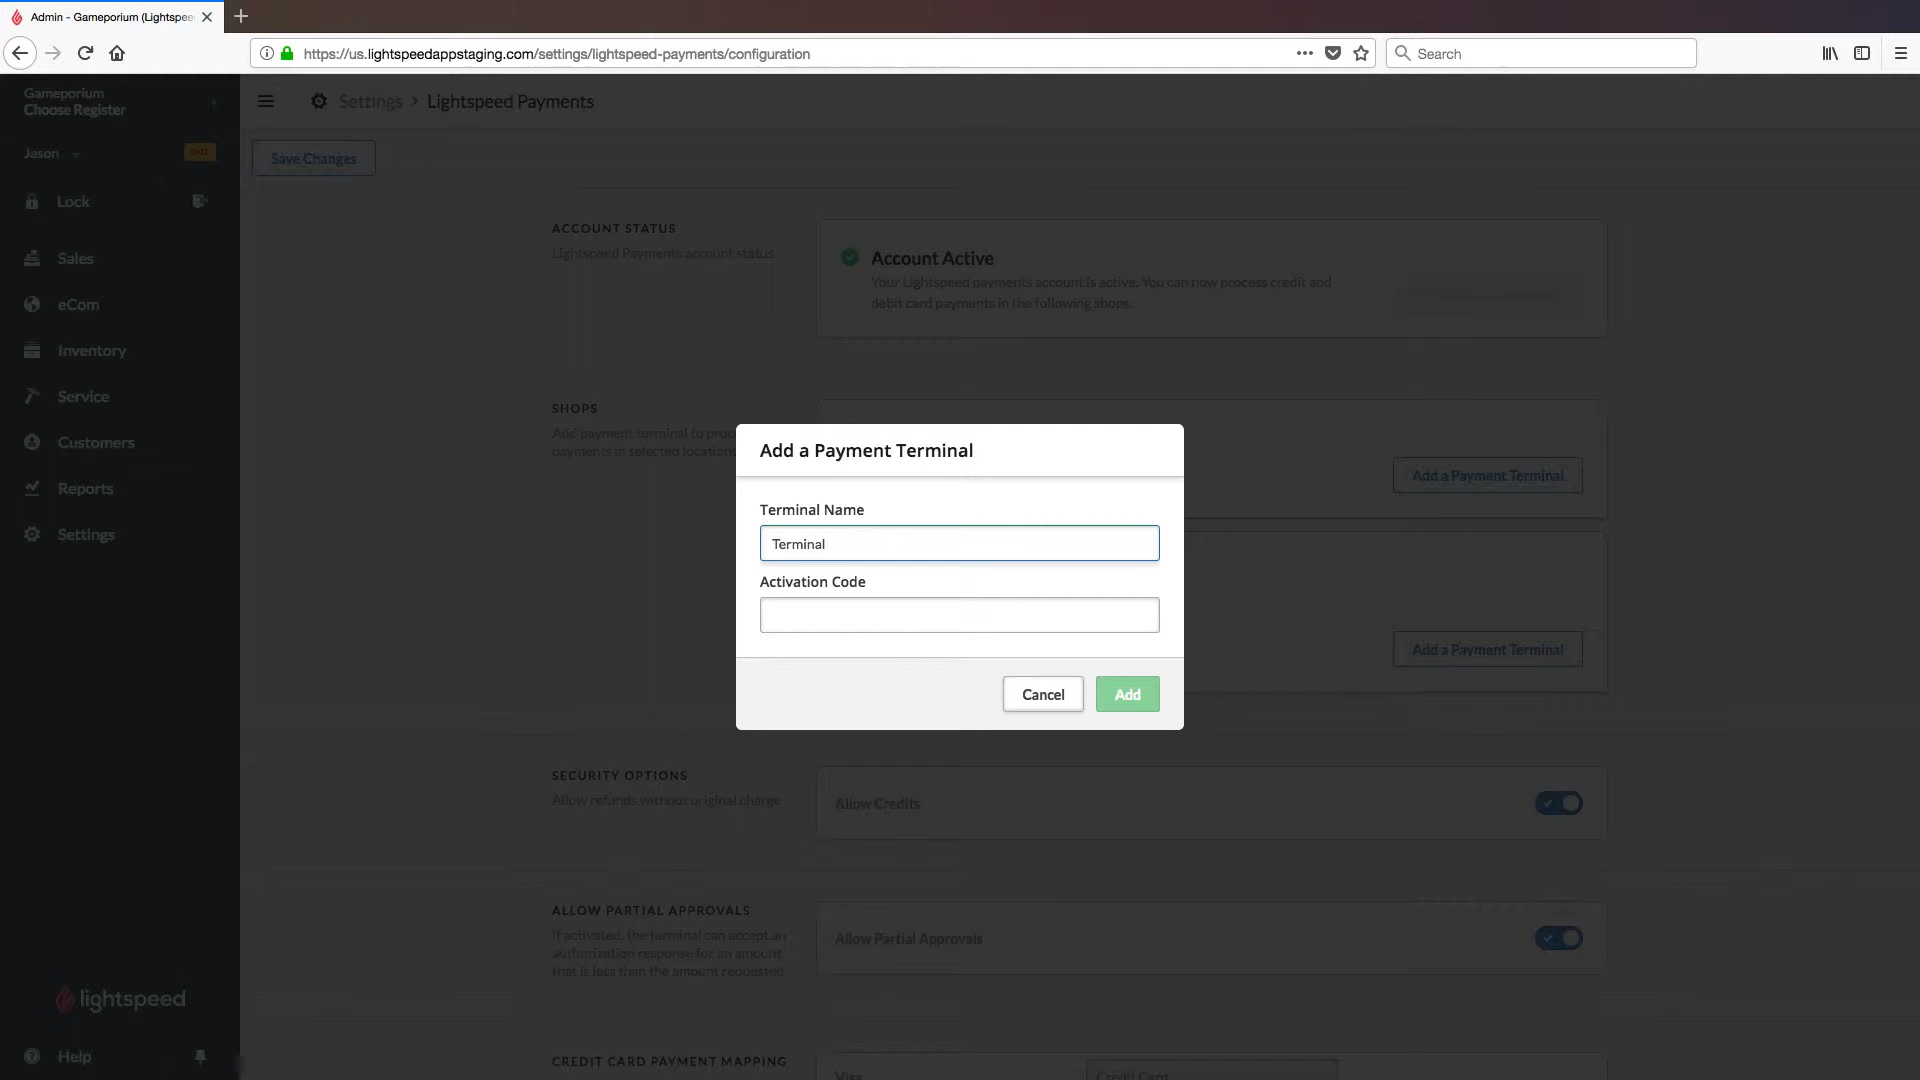 Admin - Gameporium (Lightspee
https://us.lightspeedappstaging.com/settings/lightspeed-payments/configuration
Search
Gameporium
Choose Register
Settings > Lightspeed Payments
Jason
Save Changes
Lock
Sales
eCom
Inventory
Service
Customers
Reports
Settings
ACCOUNT STATUS
Lightspeed Payments account status
Account Active
Your Lightspeed payments account is active. You can now process credit and
debit card payments in the following shops.
SHOPS
Add payment terminal to
payments in selected locations
Add a Payment Terminal
Add a Payment Terminal
Add a Payment Terminal
Terminal Name
Terminal
Activation Code
Cancel
Add
SECURITY OPTIONS
Allow refunds without original charge
Allow Credits
ALLOW PARTIAL APPROVALS
If activated, the terminal can accept an
authorisation response for an amount
that is less than the amount requested
Allow Partial Approvals
lightspeed
Help
CREDIT CARD PAYMENT MAPPING
Visa
Credit Card